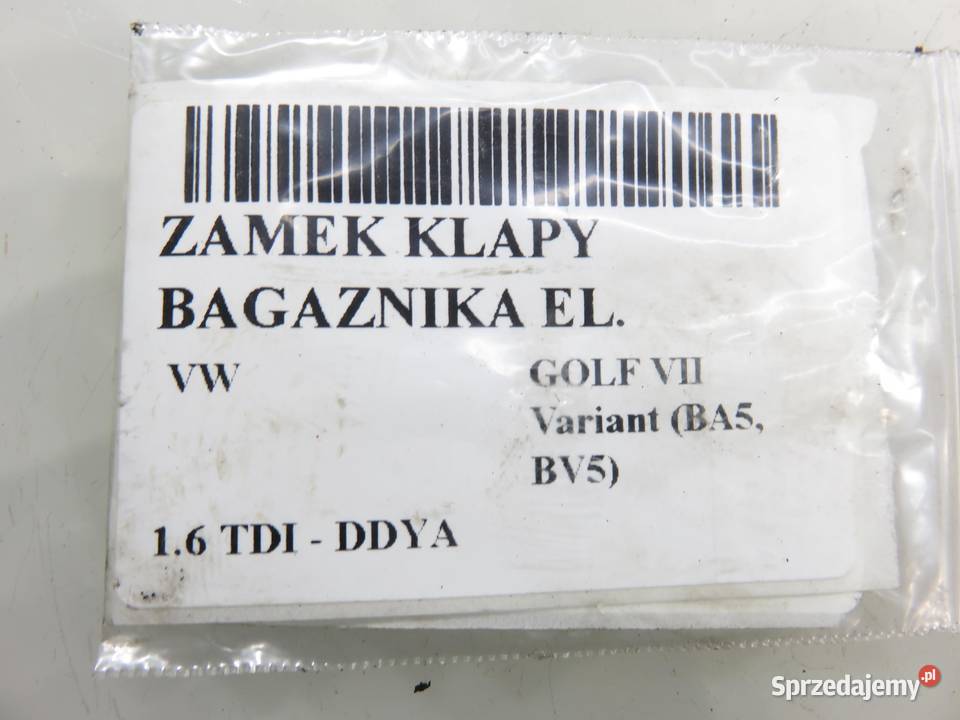 ZAMEK KLAPY
BAGAZNIKA EL.
VW GOLF VII
Variant (BA5,
BV5)
1.6 TDI - DDYA
Sprzedajemy.pl